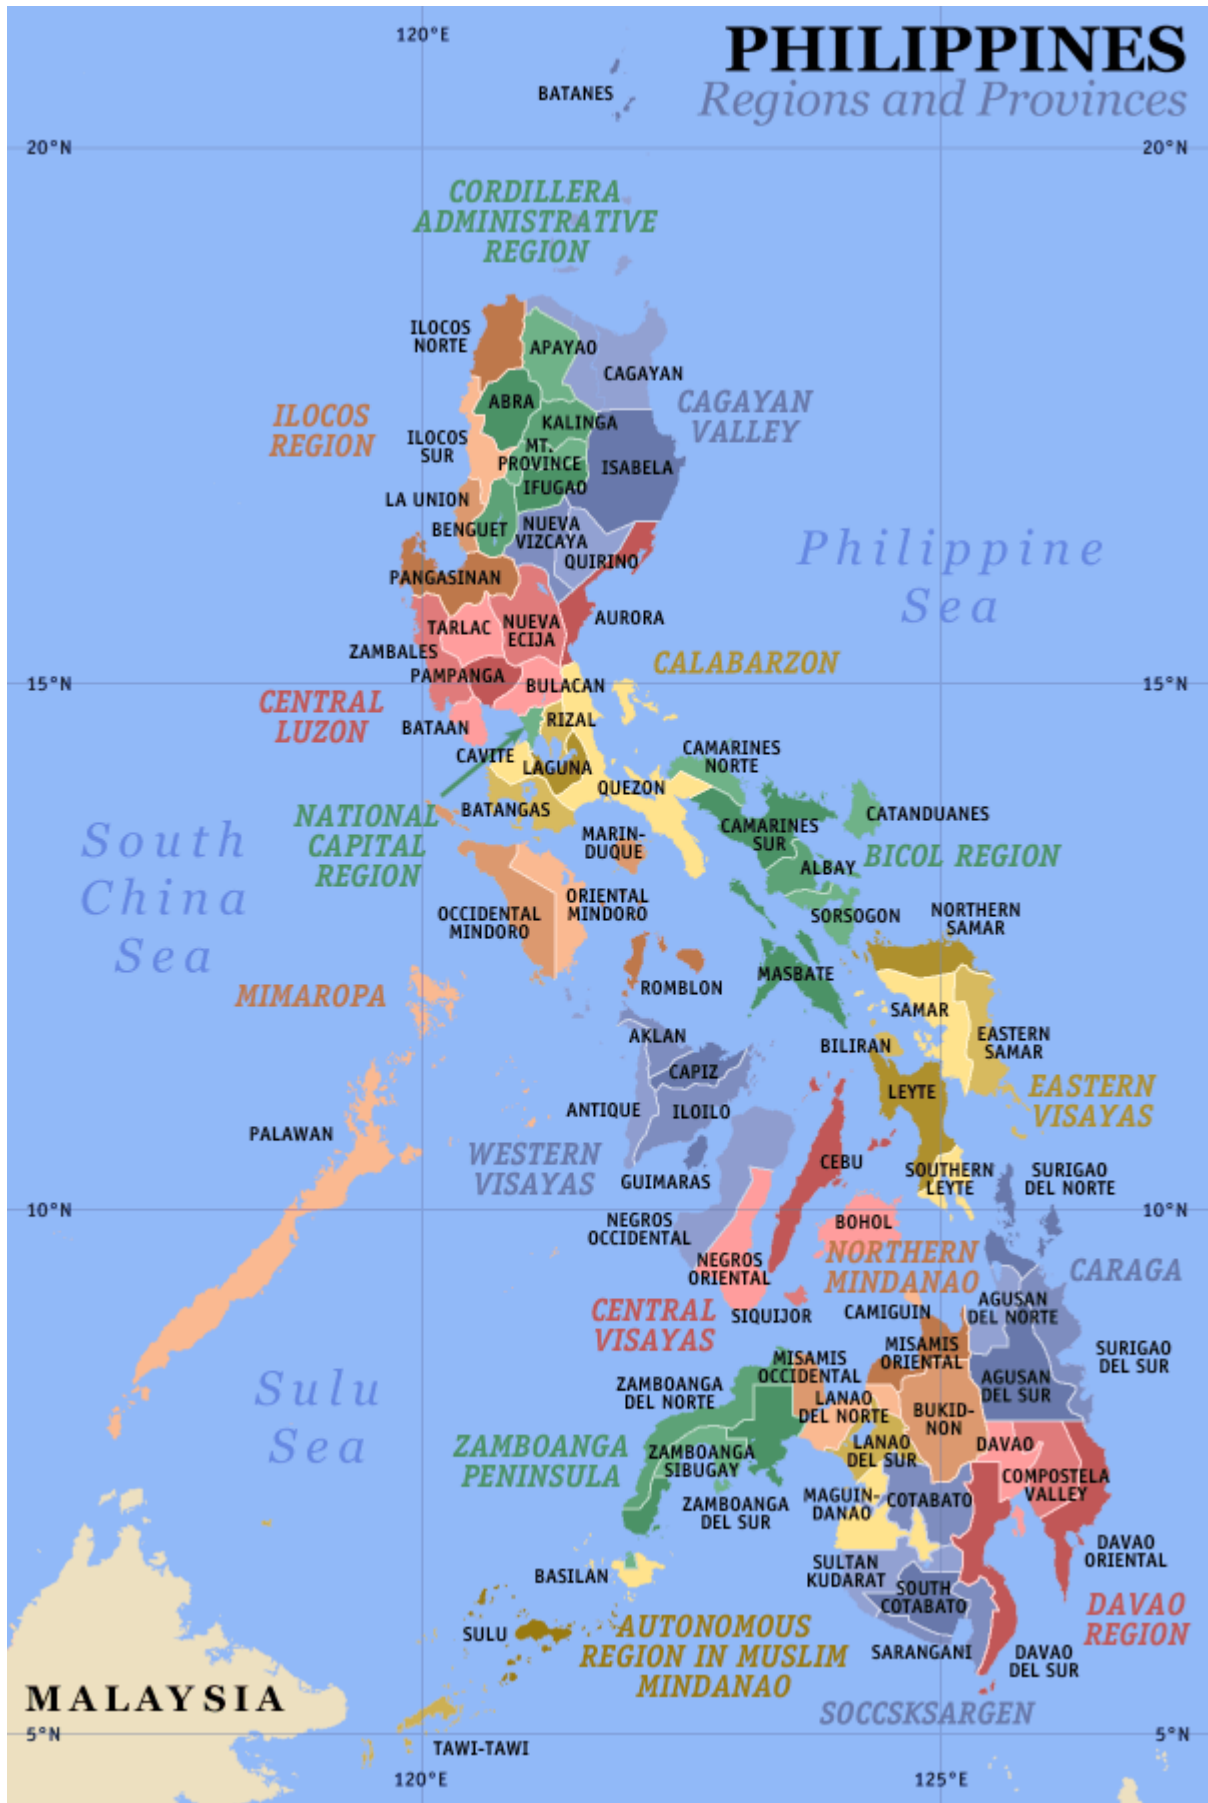 120°E
PHILIPPINES
Regions and Provinces
BATANES
20°N
20°N
CORDILLERA
ADMINISTRATIVE
REGION
ILOCOS
NORTE
APAYAO
CAGAYAN
ABRA
CAGAYAN
VALLEY
ILOCOS
REGION
KALINGA
ILOCOS
SUR
MT.
PROVINCE
ISABELA
IFUGAO
LA UNION
BENGUET
NUEVA
VIZCAYA
QUIRINO
Philippine
Sea
PANGASINAN
TARLAC
NUEVA
ECIJA
AURORA
ZAMBALES
CALABARZON
PAMPANGA
BULACAN
15°N
15°N
CENTRAL
LUZON
BATAAN
RIZAL
CAVITE
LAGUNA
CAMARINES
NORTE
QUEZON
BATANGAS
NATIONAL
CAPITAL
REGION
CATANDUANES
South
China
Sea
MARIN-
DUQUE
CAMARINES
SUR
ALBAY
BICOL REGION
ORIENTAL
MINDORO
OCCIDENTAL
MINDORO
SORSOGON
NORTHERN
SAMAR
MASBATE
ROMBLON
MIMAROPA
SAMAR
AKLAN
BILIRAN
EASTERN
SAMAR
CAPIZ
LEYTE
EASTERN
VISAYAS
ANTIQUE
ILOILO
PALAWAN
WESTERN
VISAYAS
CEBU
GUIMARAS
SOUTHERN
LEYTE
SURIGAO
DEL NORTE
10°N
10°N
NEGROS
OCCIDENTAL
BOHOL
NEGROS
ORIENTAL
NORTHERN
MINDANAO
CARAGA
CENTRAL
VISAYAS
SIQUIJOR
CAMIGUIN
AGUSAN
DEL NORTE
MISAMIS
ORIENTAL
SURIGAO
DEL SUR
MISAMIS
OCCIDENTAL
Sulu
Sea
ZAMBOANGA
DEL NORTE
LANAO
DEL NORTE
AGUSAN
DEL SUR
BUKID-
NON
ZAMBOANGA
PENINSULA
ZAMBOANGA
SIBUGAY
LANAO
DEL SUR
DAVAO
COMPOSTELA
VALLEY
ZAMBOANGA
DEL SUR
MAGUIN-
DANAO
COTABATO
DAVAO
ORIENTAL
BASILAN
SULTAN
KUDARAT
SOUTH
COTABATO
DAVAO
REGION
SULU
AUTONOMOUS
REGION IN MUSLIM
MINDANAO
SARANGANI
DAVAO
DEL SUR
MALAYSIA
SOCCSKSARGEN
5°N
5°N
TAWI-TAWI
120°E
125°E